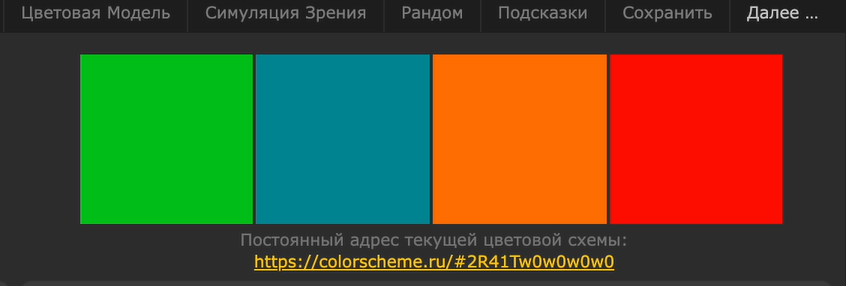 Цветовая Модель Симуляция Зрения Рандом Подсказки Сохранить Далее ...
Постоянный адрес текущей цветовой схемы:
https://colorscheme.ru/#2R41Tw0w0w0w0